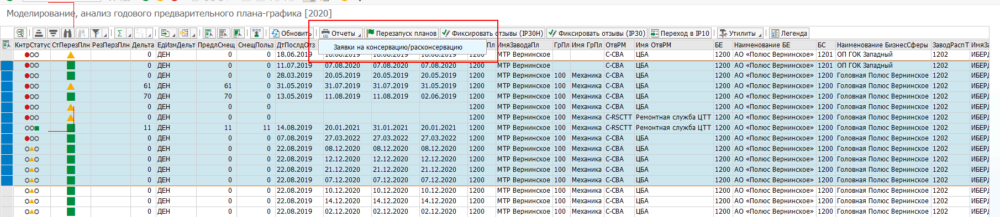 Моделирование, анализ годового предварительного плана-графика [2020]
Обновить Отчеты Перезапуск планов Фиксировать отзывы (IP30H) Фиксировать отзывы (IP30) Переход в IP10 Утилиты Легенда
КнтрСтатус СтПерезПлн РезПерзПлн Дельта ЕдИзмДельт ПредлСмещ СмещПольз ДтПослдОтз Пл ИмяЗаводаПл ГрПл Имя ГрПл ОтвРМ Имя ОтвРМ БЕ Наименование БЕ БС Наименование БизнесСферы ЗаводРаспТ ИмяЗа
Заявки на консервацию/расконсервацию
0 ДЕН 0 0 18.06.2019 18.06.2020 18.06.2020 18.06.2020 1200 МТР Вернинское C-СВА ЦБА 1200 АО «Полюс Вернинское» 1201 ОП ГОК Западный 1202 ИБЕРД
0 ДЕН 0 0 11.07.2019 07.08.2020 07.08.2020 07.08.2020 1200 МТР Вернинское C-СВА ЦБА 1200 АО «Полюс Вернинское» 1201 ОП ГОК Западный 1202 ИБЕРД
0 ДЕН 0 0 28.03.2019 20.05.2019 20.05.2019 20.05.2019 1200 МТР Вернинское 100 Механика C-СВА ЦБА 1200 АО «Полюс Вернинское» 1200 Головная Полюс Вернинское 1202 ИБЕРД
61 ДЕН 61 0 31.05.2019 31.07.2019 31.07.2019 31.05.2019 1200 МТР Вернинское 100 Механика C-СВА ЦБА 1200 АО «Полюс Вернинское» 1200 Головная Полюс Вернинское 1202 ИБЕРД
70 ДЕН 70 0 13.05.2019 11.08.2019 11.08.2019 02.06.2019 1200 МТР Вернинское 100 Механика C-СВА ЦБА 1200 АО «Полюс Вернинское» 1200 Головная Полюс Вернинское 1202 ИБЕРД
0 ДЕН 0 0 1200 МТР Вернинское 100 Механика C-СВА ЦБА 1200 АО «Полюс Вернинское» 1200 Головная Полюс Вернинское 1202 ИБЕРД
0 ДЕН 0 0 1200 МТР Вернинское 100 Механика C-RSCTT Ремонтная служба ЦТТ 1200 АО «Полюс Вернинское» 1200 Головная Полюс Вернинское 1202 ИБЕРД
11 ДЕН 11 11 14.08.2019 20.01.2021 31.01.2021 20.01.2021 1200 МТР Вернинское 100 Механика C-RSCTT Ремонтная служба ЦТТ 1200 АО «Полюс Вернинское» 1200 Головная Полюс Вернинское 1202 ИБЕРД
0 ДЕН 0 0 07.08.2019 27.03.2022 27.03.2022 27.03.2022 1200 МТР Вернинское 100 Механика C-СВА ЦБА 1200 АО «Полюс Вернинское» 1200 Головная Полюс Вернинское 1202 ИБЕРД
0 ДЕН 0 0 22.08.2019 08.12.2020 08.12.2020 08.12.2020 1200 МТР Вернинское 100 Механика C-СВА ЦБА 1200 АО «Полюс Вернинское» 1200 Головная Полюс Вернинское 1202 ИБЕРД
0 ДЕН 0 0 22.08.2019 12.12.2020 12.12.2020 12.12.2020 1200 МТР Вернинское 100 Механика C-СВА ЦБА 1200 АО «Полюс Вернинское» 1200 Головная Полюс Вернинское 1202 ИБЕРД
0 ДЕН 0 0 22.08.2019 21.12.2020 21.12.2020 21.12.2020 1200 МТР Вернинское 100 Механика C-СВА ЦБА 1200 АО «Полюс Вернинское» 1200 Головная Полюс Вернинское 1202 ИБЕРД
0 ДЕН 0 0 22.08.2019 07.12.2020 07.12.2020 07.12.2020 1200 МТР Вернинское 100 Механика C-СВА ЦБА 1200 АО «Полюс Вернинское» 1200 Головная Полюс Вернинское 1202 ИБЕРД
0 ДЕН 0 0 22.08.2019 10.12.2020 10.12.2020 10.12.2020 1200 МТР Вернинское 100 Механика C-СВА ЦБА 1200 АО «Полюс Вернинское» 1200 Головная Полюс Вернинское 1202 ИБЕРД
0 ДЕН 0 0 22.08.2019 14.12.2020 14.12.2020 14.12.2020 1200 МТР Вернинское 100 Механика C-СВА ЦБА 1200 АО «Полюс Вернинское» 1200 Головная Полюс Вернинское 1202 ИБЕРД
0 ДЕН 0 0 22.08.2019 02.12.2020 02.12.2020 02.12.2020 1200 МТР Вернинское 100 Механика C-СВА ЦБА 1200 АО «Полюс Вернинское» 1200 Головная Полюс Вернинское 1202 ИБЕРД